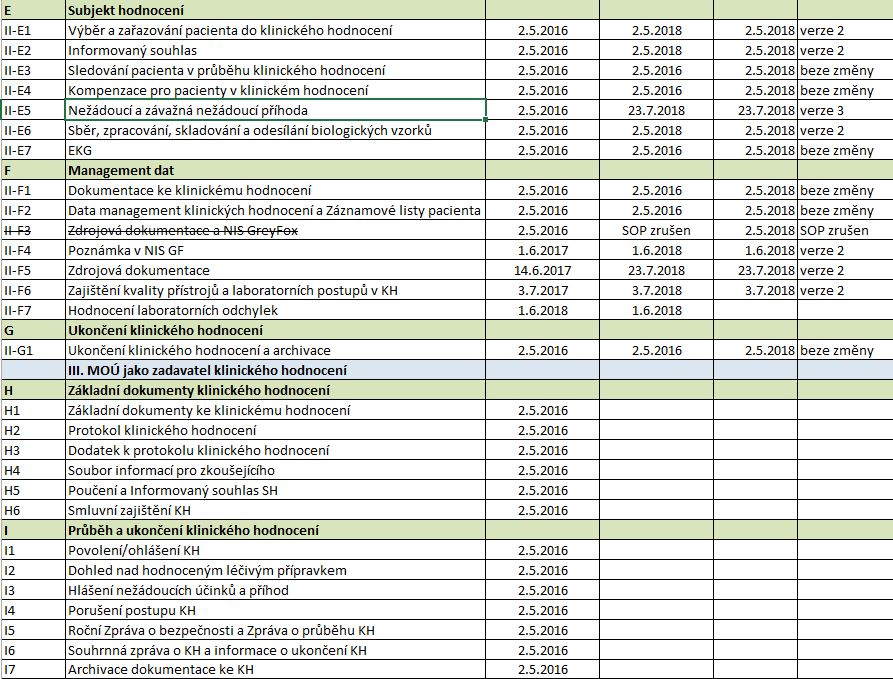 E Subjekt hodnocení
II-E1 Výběr a zařazování pacienta do klinického hodnocení 2.5.2016 2.5.2018 2.5.2018 verze 2
II-E2 Informovaný souhlas 2.5.2016 2.5.2018 2.5.2018 verze 2
II-E3 Sledování pacienta v průběhu klinického hodnocení 2.5.2016 2.5.2016 2.5.2018 beze změny
II-E4 Kompenzace pro pacienty v klinickém hodnocení 2.5.2016 2.5.2016 2.5.2018 beze změny
II-E5 Nežádoucí a závažná nežádoucí příhoda 2.5.2016 23.7.2018 23.7.2018 verze 3
II-E6 Sběr, zpracování, skladování a odesílání biologických vzorků 2.5.2016 2.5.2018 2.5.2018 verze 2
II-E7 EKG 2.5.2016 2.5.2016 2.5.2018 beze změny
F Management dat
II-F1 Dokumentace ke klinickému hodnocení 2.5.2016 2.5.2016 2.5.2018 beze změny
II-F2 Data management klinických hodnocení a Záznamové listy pacienta 2.5.2016 2.5.2016 2.5.2018 beze změny
II-F3 Zdrojová dokumentace a NIS GreyFox 2.5.2016 SOP zrušen 2.5.2018 SOP zrušen
II-F4 Poznámka v NIS GF 1.6.2017 1.6.2018 1.6.2018 verze 2
II-F5 Zdrojová dokumentace 14.6.2017 23.7.2018 23.7.2018 verze 2
II-F6 Zajištění kvality přístrojů a laboratorních postupů v KH 3.7.2017 3.7.2018 3.7.2018 verze 2
II-F7 Hodnocení laboratorních odchylek 1.6.2018 1.6.2018
G Ukončení klinického hodnocení
II-G1 Ukončení klinického hodnocení a archivace 2.5.2016 2.5.2016 2.5.2018 beze změny
III. MOÚ jako zadavatel klinického hodnocení
H Základní dokumenty klinického hodnocení
H1 Základní dokumenty ke klinickému hodnocení 2.5.2016
H2 Protokol klinického hodnocení 2.5.2016
H3 Dodatek k protokolu klinického hodnocení 2.5.2016
H4 Soubor informací pro zkoušejícího 2.5.2016
H5 Poučení a Informovaný souhlas SH 2.5.2016
H6 Smluvní zajištění KH 2.5.2016
I Průběh a ukončení klinického hodnocení
I1 Povolení/ohlášení KH 2.5.2016
I2 Dohled nad hodnoceným léčivým přípravkem 2.5.2016
I3 Hlášení nežádoucích účinků a příhod 2.5.2016
I4 Porušení postupu KH 2.5.2016
I5 Roční Zpráva o bezpečnosti a Zpráva o průběhu KH 2.5.2016
I6 Souhrnná zpráva o KH a informace o ukončení KH 2.5.2016
I7 Archivace dokumentace ke KH 2.5.2016